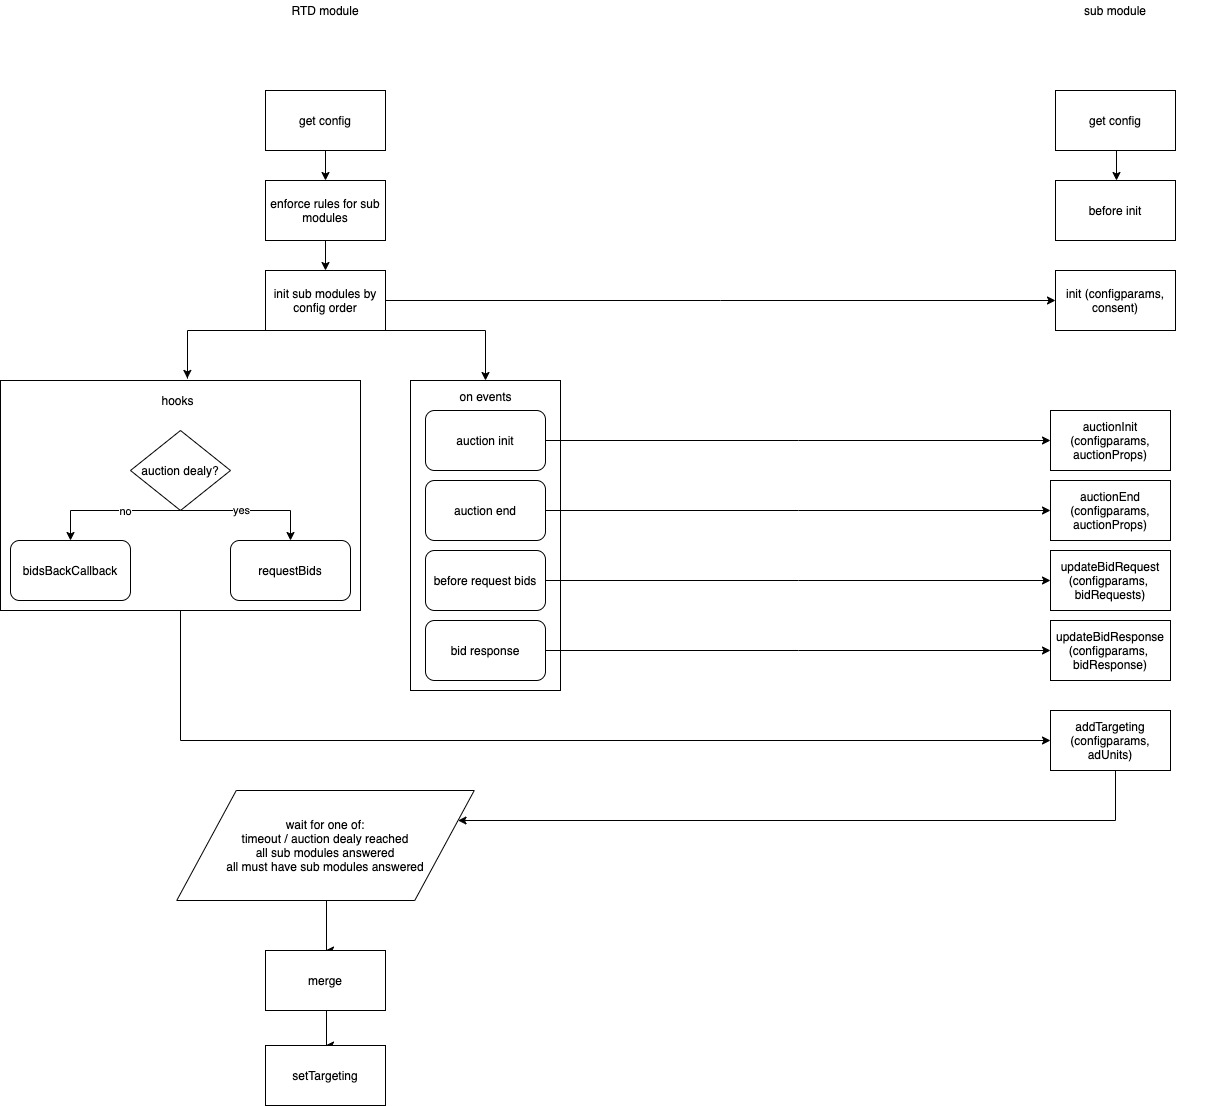 RTD module
sub module
get config
get config
enforce rules for sub
modules
before init
init sub modules by
config order
init (configparams,
consent)
hooks
auction dealy?
no
yes
bidsBackCallback
requestBids
on events
auction init
auction end
before request bids
bid response
auctionInit
(configparams,
auctionProps)
auctionEnd
(configparams,
auctionProps)
updateBidRequest
(configparams,
bidRequests)
updateBidResponse
(configparams,
bidResponse)
addTargeting
(configparams,
adUnits)
wait for one of:
timeout / auction dealy reached
all sub modules answered
all must have sub modules answered
merge
setTargeting